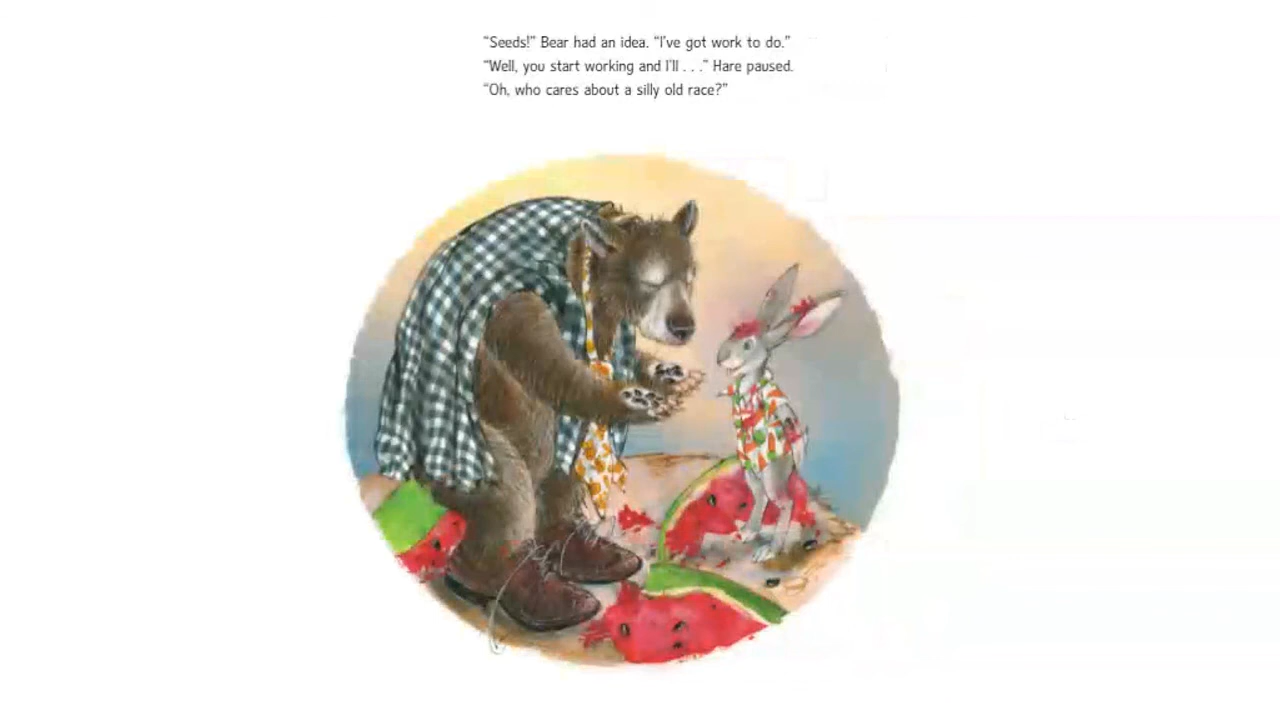 “Seeds!” Bear had an idea. “I’ve got work to do.”
“Well, you start working and I’ll . . .” Hare paused.
“Oh, who cares about a silly old race?”